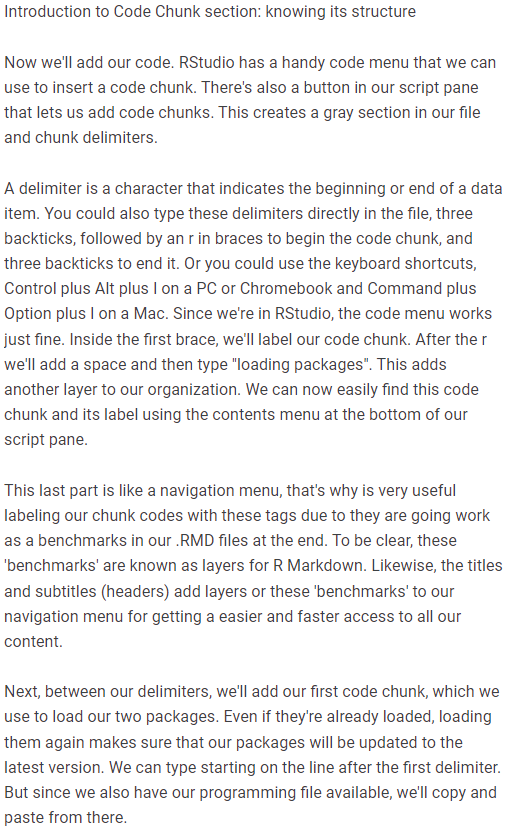 Introduction to Code Chunk section: knowing its structure
Now we'll add our code. RStudio has a handy code menu that we can
use to insert a code chunk. There's also a button in our script pane
that lets us add code chunks. This creates a gray section in our file
and chunk delimiters.
A delimiter is a character that indicates the beginning or end of a data
item. You could also type these delimiters directly in the file, three
backticks, followed by an r in braces to begin the code chunk, and
three backticks to end it. Or you could use the keyboard shortcuts,
Control plus Alt plus I on a PC or Chromebook and Command plus
Option plus I on a Mac. Since we're in RStudio, the code menu works
just fine. Inside the first brace, we'll label our code chunk. After the r
we'll add a space and then type "loading packages". This adds
another layer to our organization. We can now easily find this code
chunk and its label using the contents menu at the bottom of our
script pane.
This last part is like a navigation menu, that's why is very useful
labeling our chunk codes with these tags due to they are going work
as a benchmarks in our .RMD files at the end. To be clear, these
'benchmarks' are known as layers for R Markdown. Likewise, the titles
and subtitles (headers) add layers or these 'benchmarks' to our
navigation menu for getting a easier and faster access to all our
content.
Next, between our delimiters, we'll add our first code chunk, which we
use to load our two packages. Even if they're already loaded, loading
them again makes sure that our packages will be updated to the
latest version. We can type starting on the line after the first delimiter.
But since we also have our programming file available, we'll copy and
paste from there.